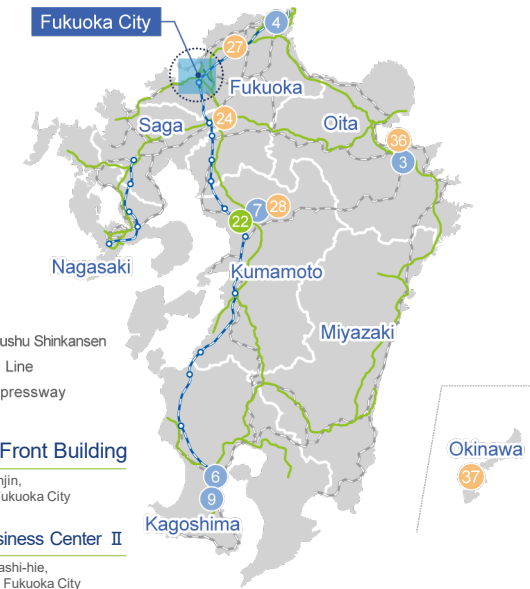 Fukuoka City
4
27
Fukuoka
24
Saga
Oita
36
3
7
28
22
Nagasaki
Kumamoto
Miyazaki
ushu Shinkansen
Line
pressway
Front Building
njin,
ukuoka City
Okinawa
37
6
9
Kagoshima
siness Center Ⅱ
ashi-hie,
Fukuoka City